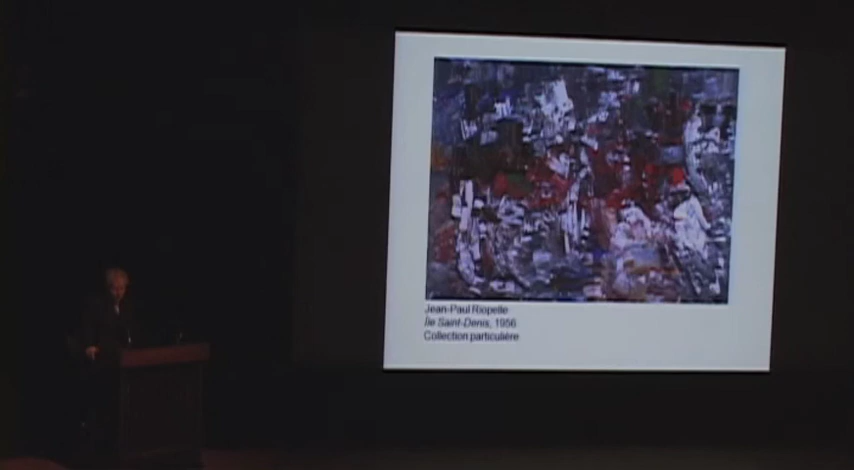 Jean-Paul Riopelle
Île Saint-Denis, 1956
Collection particulière